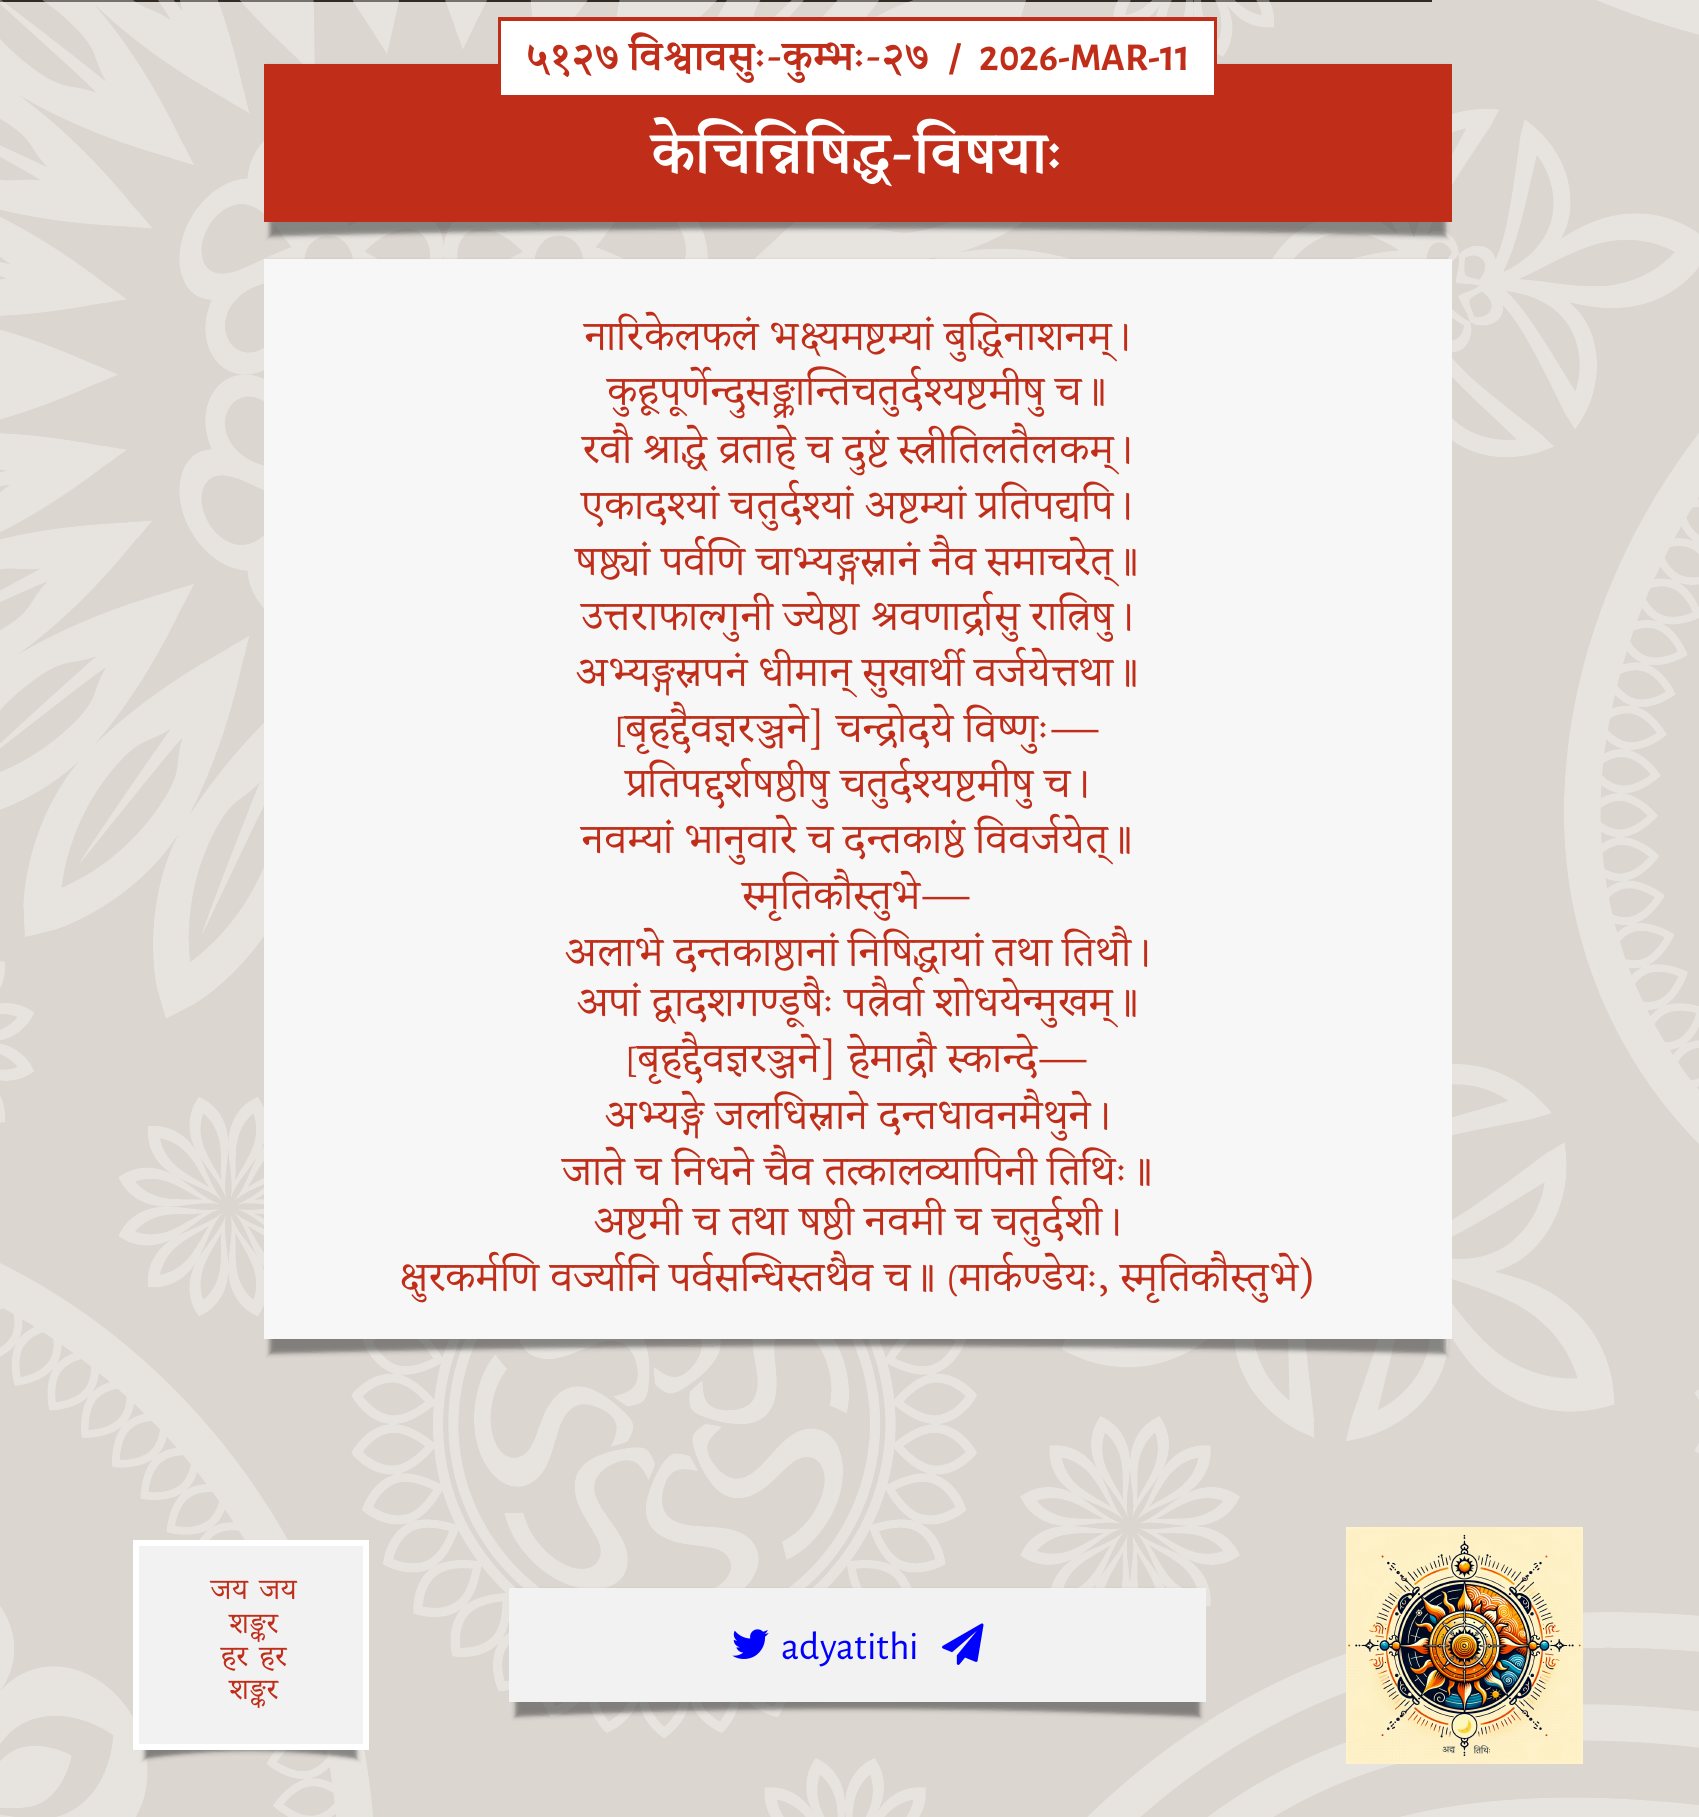 ५१२७ विश्वावसुः-कुम्भः-२७ / 2026-MAR-11
केचिन्निषिद्ध-विषयाः
नारिकेलफलं भक्ष्यमष्टम्यां बुद्धिनाशनम्।
कुहूपूर्णेन्दुसङ्क्रान्तिचतुर्दश्यष्टमीषु च॥
रवौ श्राद्धे व्रताहे च दुष्टं स्त्रीतिलतैलकम्।
एकादश्यां चतुर्दश्यां अष्टम्यां प्रतिपद्यपि।
षष्ठ्यां पर्वणि चाभ्यङ्गस्नानं नैव समाचरेत्॥
उत्तराफाल्गुनी ज्येष्ठा श्रवणार्द्रासु रात्रिषु।
अभ्यङ्गस्नपनं धीमान् सुखार्थी वर्जयेत्तथा॥
[बृहद्दैवज्ञरञ्जने] चन्द्रोदये विष्णुः—
प्रतिपद्दर्शषष्ठीषु चतुर्दश्यष्टमीषु च।
नवम्यां भानुवारे च दन्तकाष्ठं विवर्जयेत्॥
स्मृतिकौस्तुभे—
अलाभे दन्तकाष्ठानां निषिद्धायां तथा तिथौ।
अपां द्वादशगण्डूषैः पत्रैर्वा शोधयेन्मुखम्॥
[बृहद्दैवज्ञरञ्जने] हेमाद्रौ स्कान्दे—
अभ्यङ्गे जलधिस्नाने दन्तधावनमैथुने।
जाते च निधने चैव तत्कालव्यापिनी तिथिः॥
अष्टमी च तथा षष्ठी नवमी च चतुर्दशी।
क्षुरकर्मणि वर्ज्यानि पर्वसन्धिस्तथैव च॥ (मार्कण्डेयः, स्मृतिकौस्तुभे)
जय जय
शङ्कर
हर हर
शङ्कर
adyatithi
अद्य तिथिः